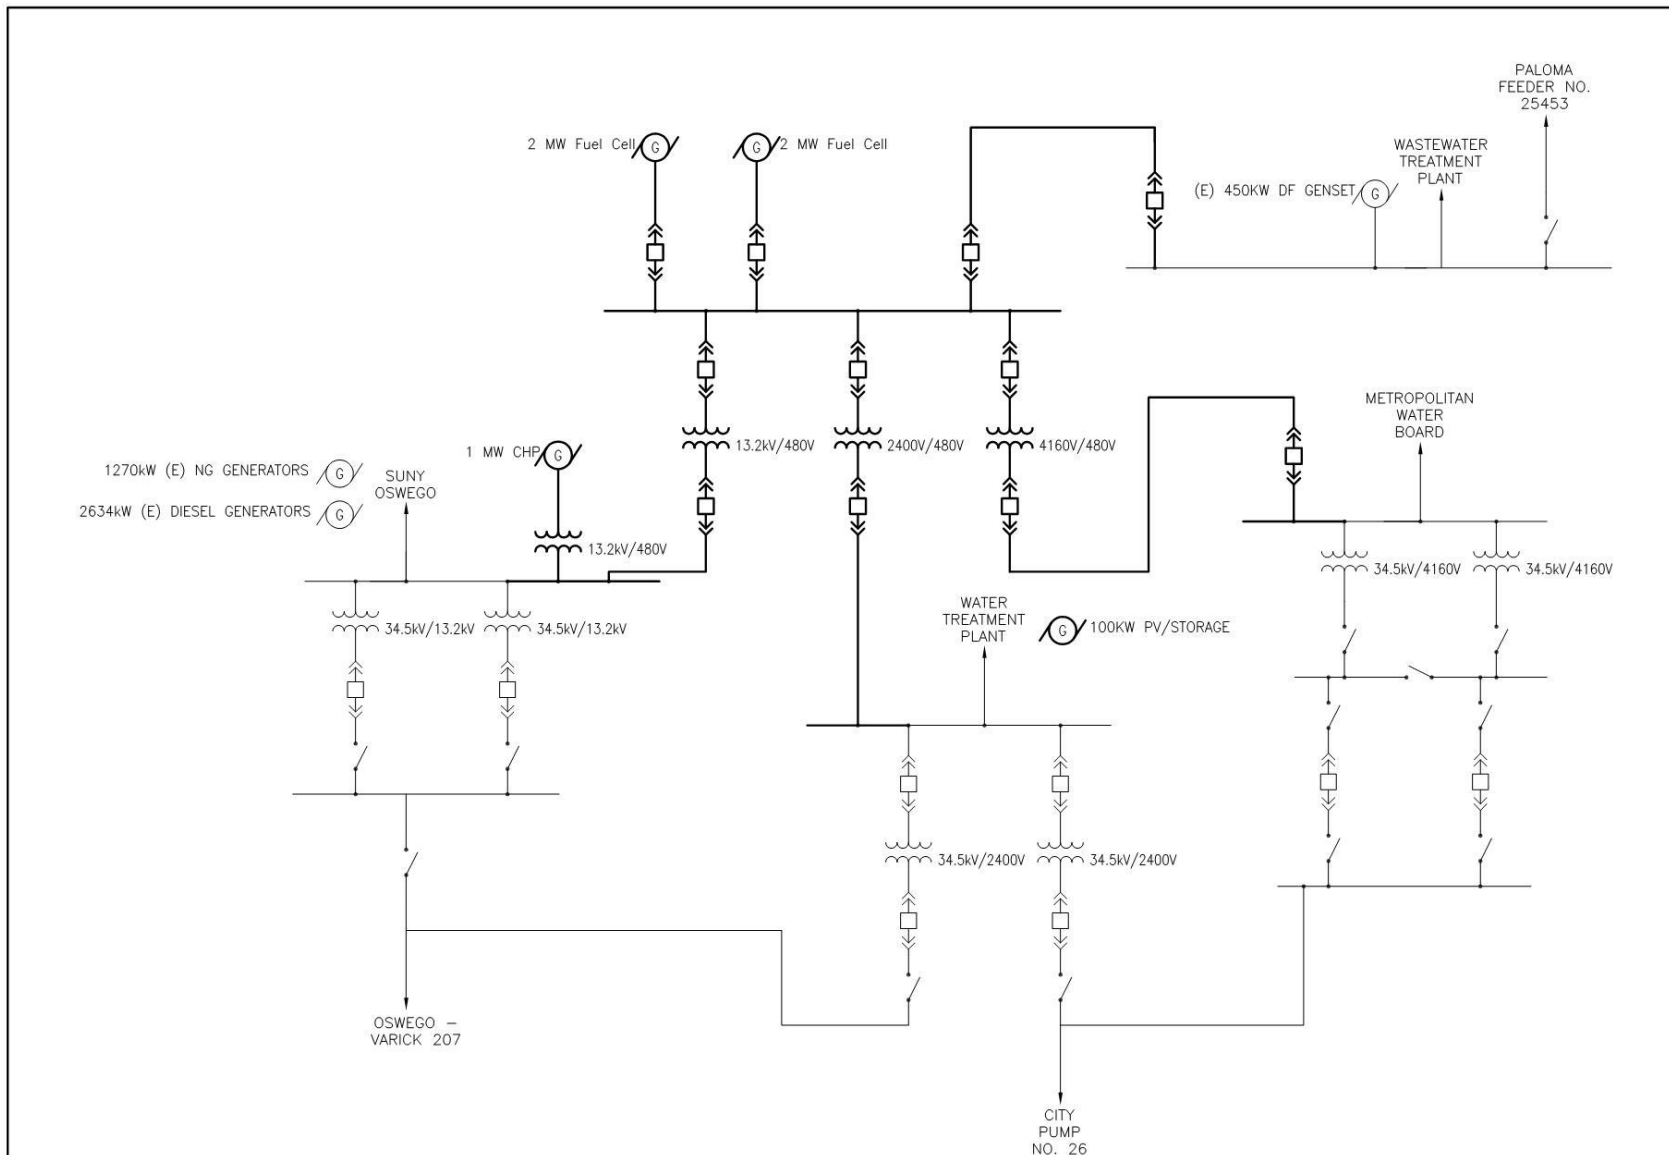 PALOMA
FEEDER NO.
25453
2 MW Fuel Cell
G
G
2 MW Fuel Cell
WASTEWATER
TREATMENT
PLANT
(E) 450KW DF GENSET
G
METROPOLITAN
WATER
BOARD
13.2kV/480V
2400V/480V
4160V/480V
1 MW CHP
G
1270kW (E) NG GENERATORS
G
SUNY
OSWEGO
2634kW (E) DIESEL GENERATORS
G
13.2kV/480V
34.5kV/4160V
34.5kV/4160V
34.5kV/13.2kV
34.5kV/13.2kV
WATER
TREATMENT
PLANT
G
100KW PV/STORAGE
34.5kV/2400V
34.5kV/2400V
OSWEGO –
VARICK 207
CITY
PUMP
NO. 26